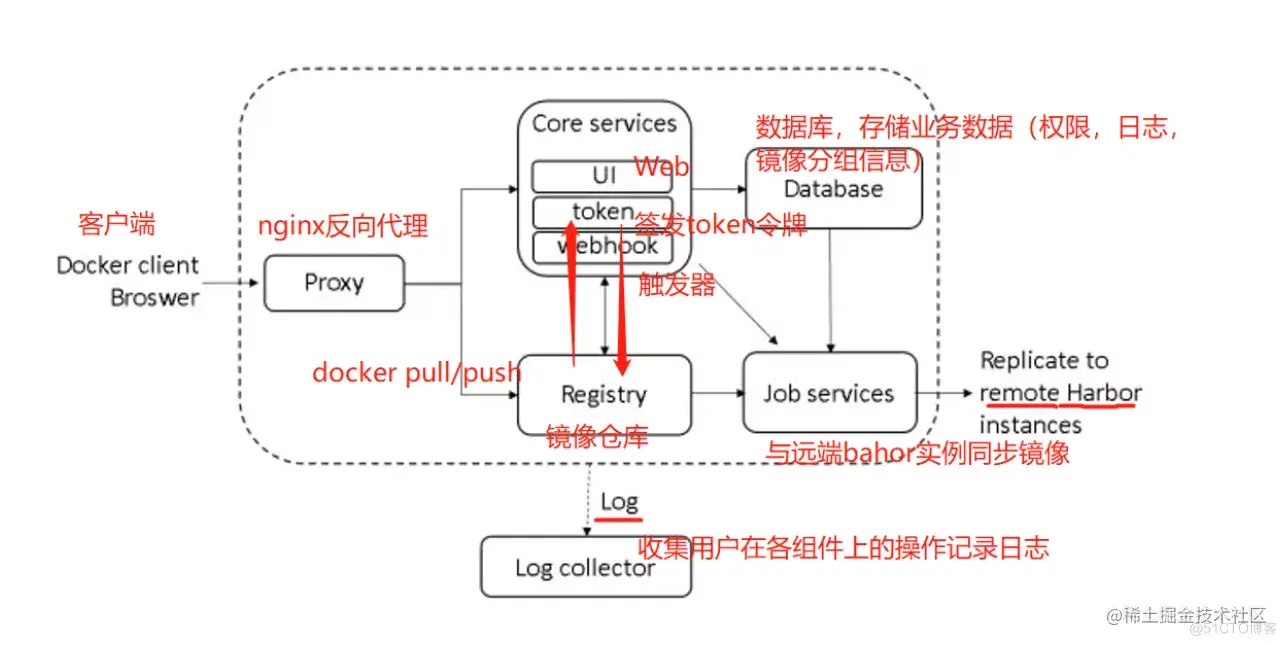 Core services
数据库，存储业务数据（权限，日志，
镜像分组信息）
UI
Web
Database
token
签发token令牌
webhook
客户端
nginx反向代理
Docker client
Broswer
Proxy
触发器
docker pull/push
Registry
镜像仓库
Job services
Replicate to
remote Harbor
instances
与远端bahor实例同步镜像
Log
收集用户在各组件上的操作记录日志
Log collector
@稀土掘金技术社区
@51CTO博客